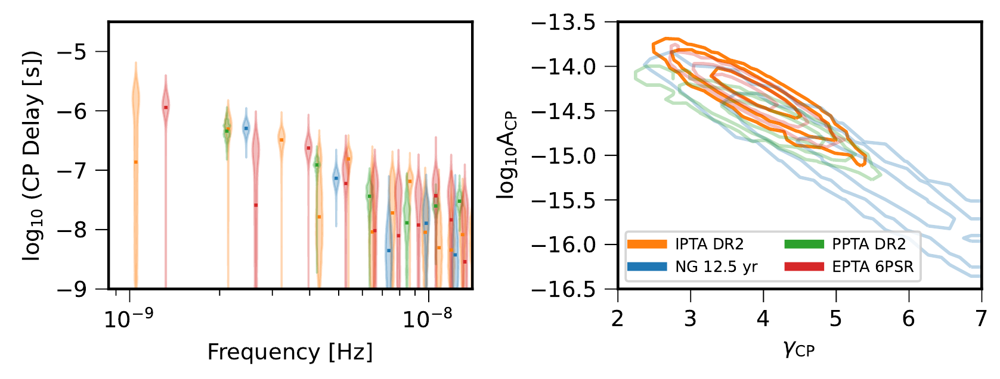 log₁₀ (CP Delay [s])
−5
−6
−7
−8
−9
10⁻⁹
10⁻⁸
Frequency [Hz]
log₁₀A_CP
−13.5
−14.0
−14.5
−15.0
−15.5
−16.0
−16.5
IPTA DR2
NG 12.5 yr
PPTA DR2
EPTA 6PSR
2 3 4 5 6 7
γ_CP